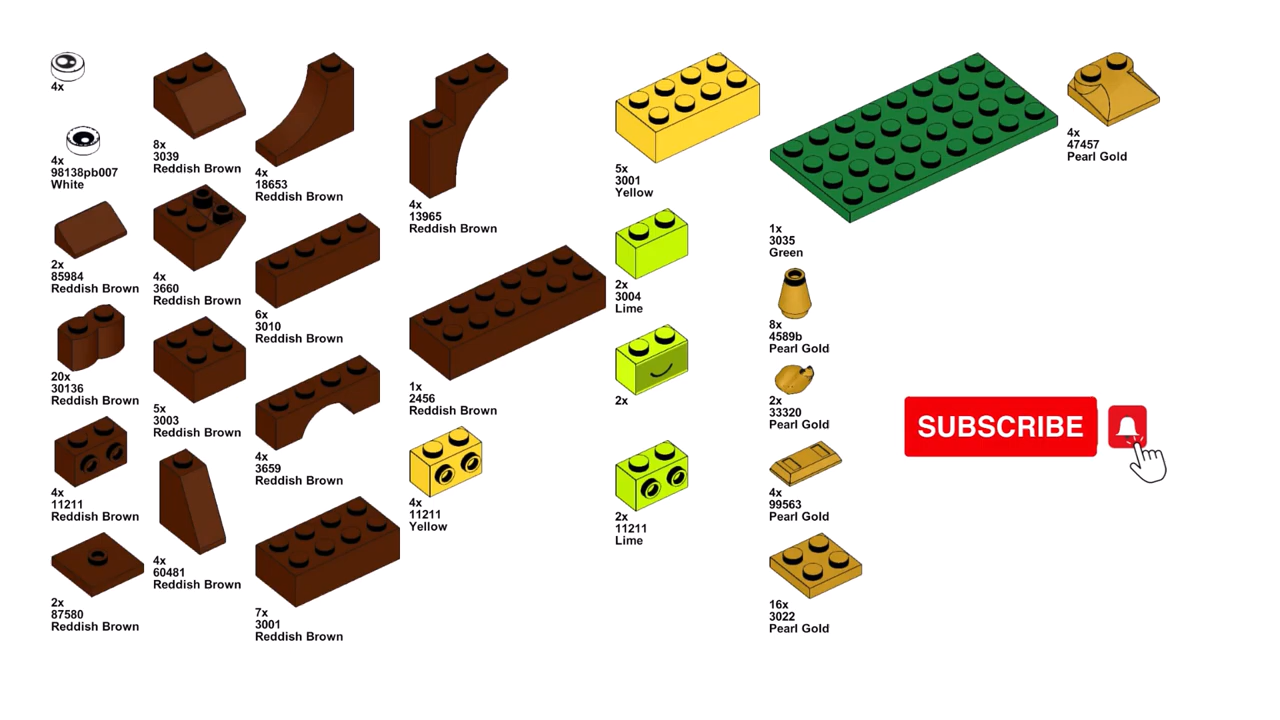 4x
4x
98138pb007
White
2x
85984
Reddish Brown
20x
30136
Reddish Brown
4x
11211
Reddish Brown
2x
87580
Reddish Brown
8x
3039
Reddish Brown
4x
3660
Reddish Brown
5x
3003
Reddish Brown
4x
60481
Reddish Brown
4x
18653
Reddish Brown
6x
3010
Reddish Brown
4x
3659
Reddish Brown
7x
3001
Reddish Brown
4x
13965
Reddish Brown
1x
2456
Reddish Brown
4x
11211
Yellow
5x
3001
Yellow
2x
3004
Lime
2x
2x
11211
Lime
1x
3035
Green
8x
4589b
Pearl Gold
2x
33320
Pearl Gold
4x
99563
Pearl Gold
16x
3022
Pearl Gold
4x
47457
Pearl Gold
SUBSCRIBE